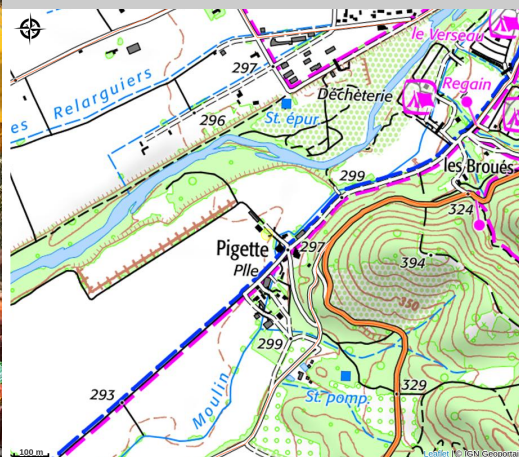 le Verseau
297
Relarguiers
es
Regain
Déchèterie
296
St. épur.
les Broués
299
324
Pigette
297
Plle
394
350
299
Moulin
293
St. pomp.
329
100 m
Leaflet | © IGN Geoportai